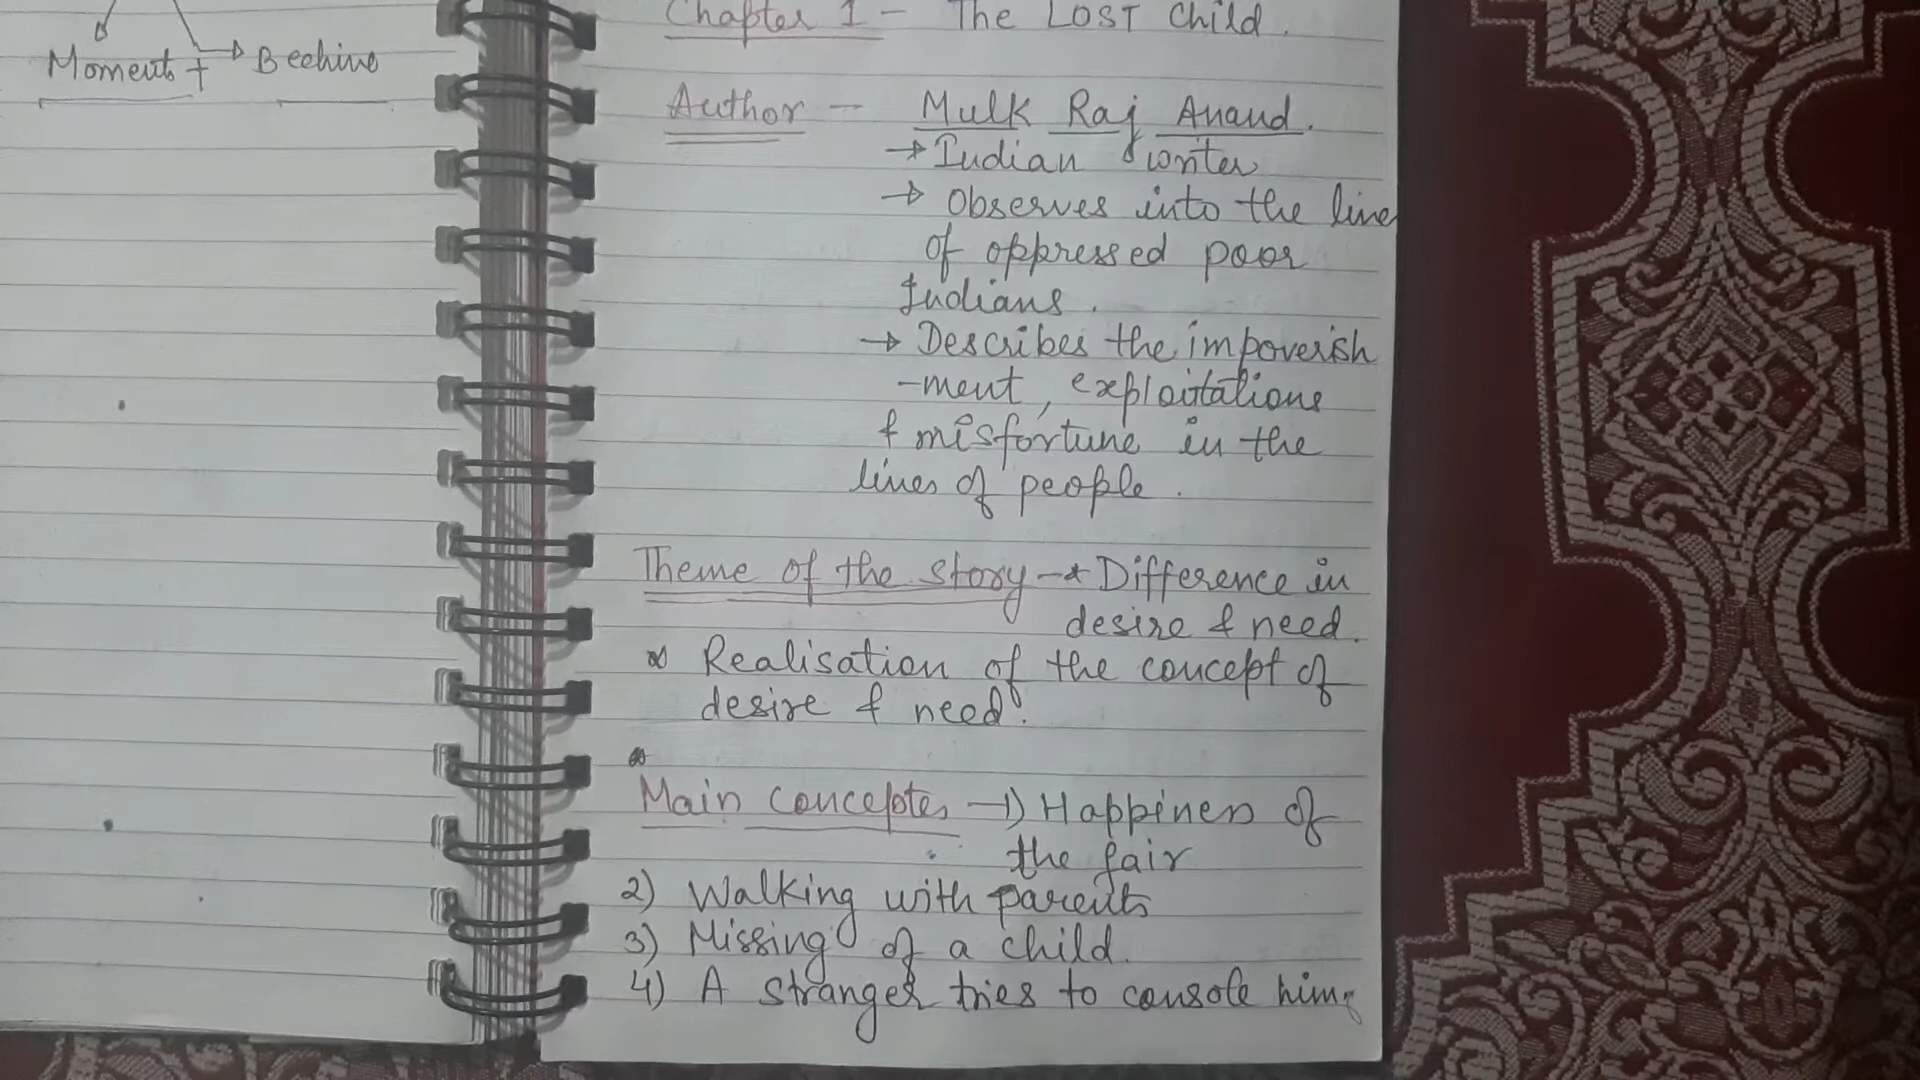 Moments + → Beehive
Chapter 1 - The Lost Child.
Author - Mulk Raj Anand.
→ Indian writer
→ Observes into the lives
of oppressed poor
Indians.
→ Describes the impoverish
-ment, exploitations
& misfortune in the
lives of people.
Theme of the story → * Difference in
desire & need.
* Realisation of the concept of
desire & need.
Main concepts → 1) Happiness of
the fair
2) Walking with parents
3) Missing of a child.
4) A stranger tries to console him